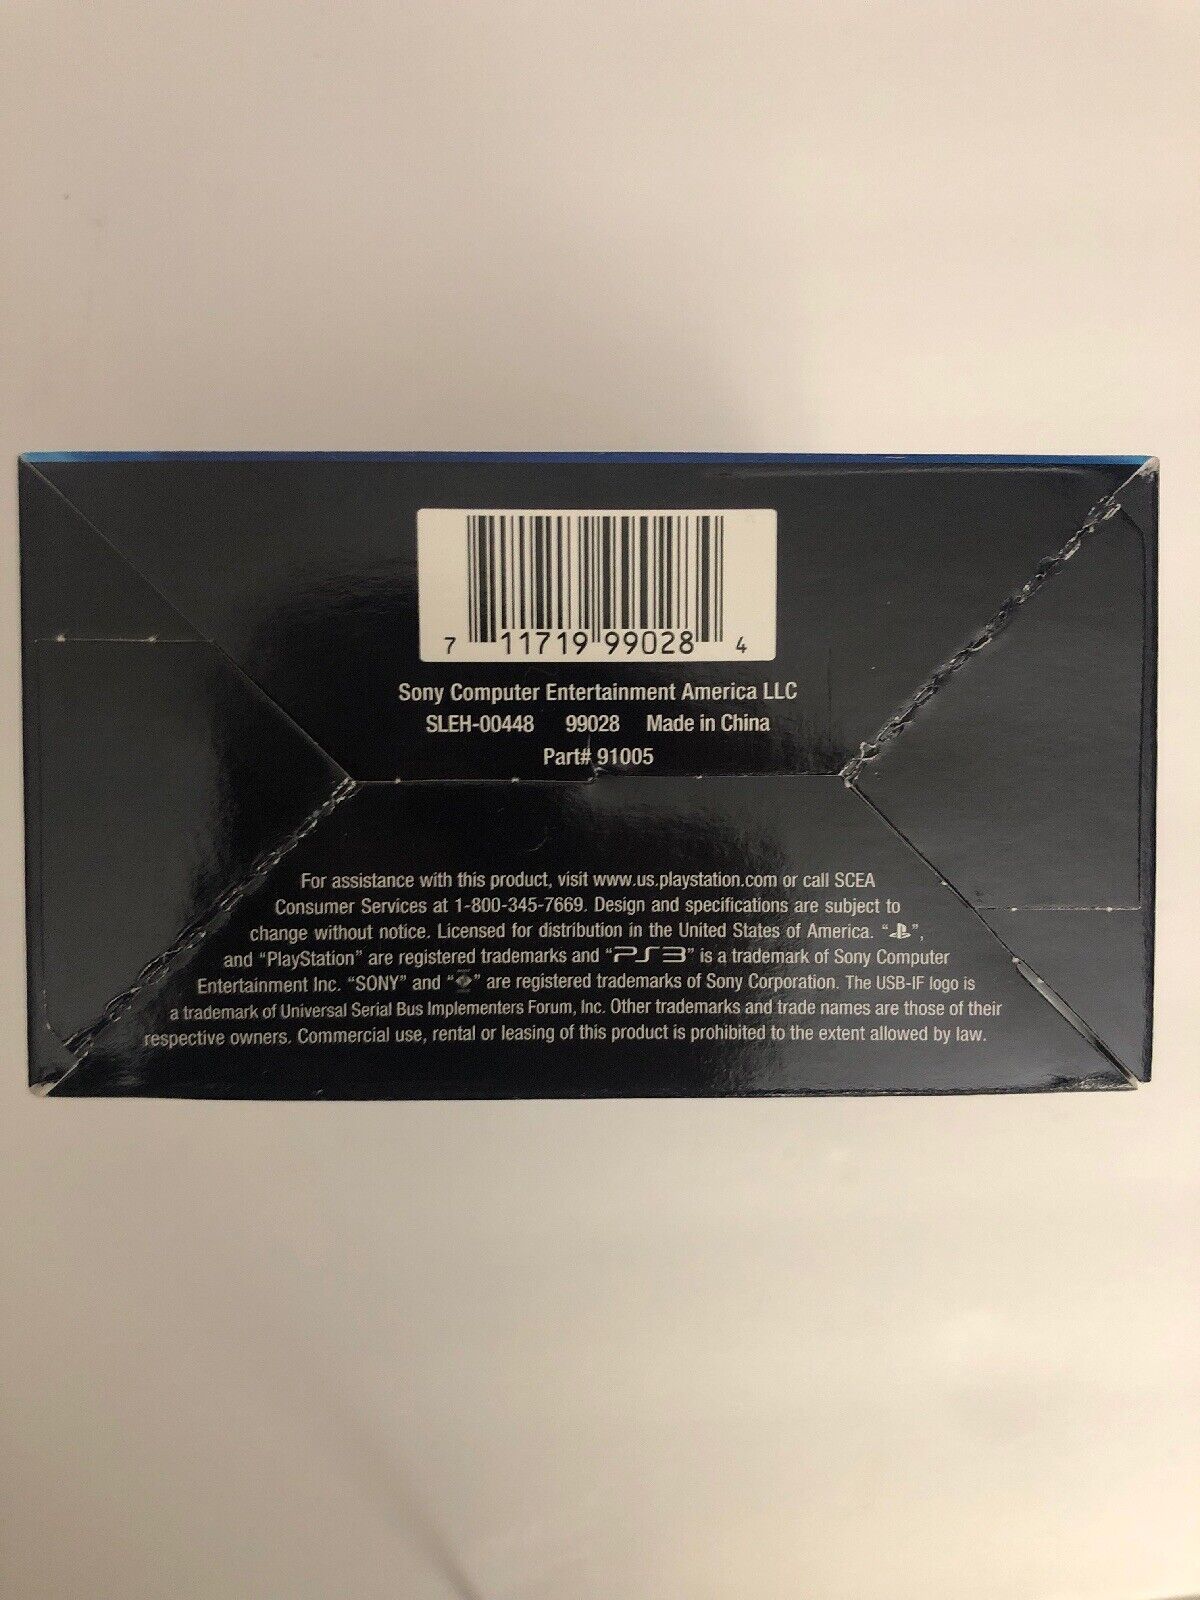 7 11719 99028 4
Sony Computer Entertainment America LLC
SLEH-00448 99028 Made in China
Part# 91005
For assistance with this product, visit www.us.playstation.com or call SCEA
Consumer Services at 1-800-345-7669. Design and specifications are subject to
change without notice. Licensed for distribution in the United States of America. “ ”,
and “PlayStation” are registered trademarks and “PS3” is a trademark of Sony Computer
Entertainment Inc. “SONY” and “ ” are registered trademarks of Sony Corporation. The USB-IF logo is
a trademark of Universal Serial Bus Implementers Forum, Inc. Other trademarks and trade names are those of their
respective owners. Commercial use, rental or leasing of this product is prohibited to the extent allowed by law.